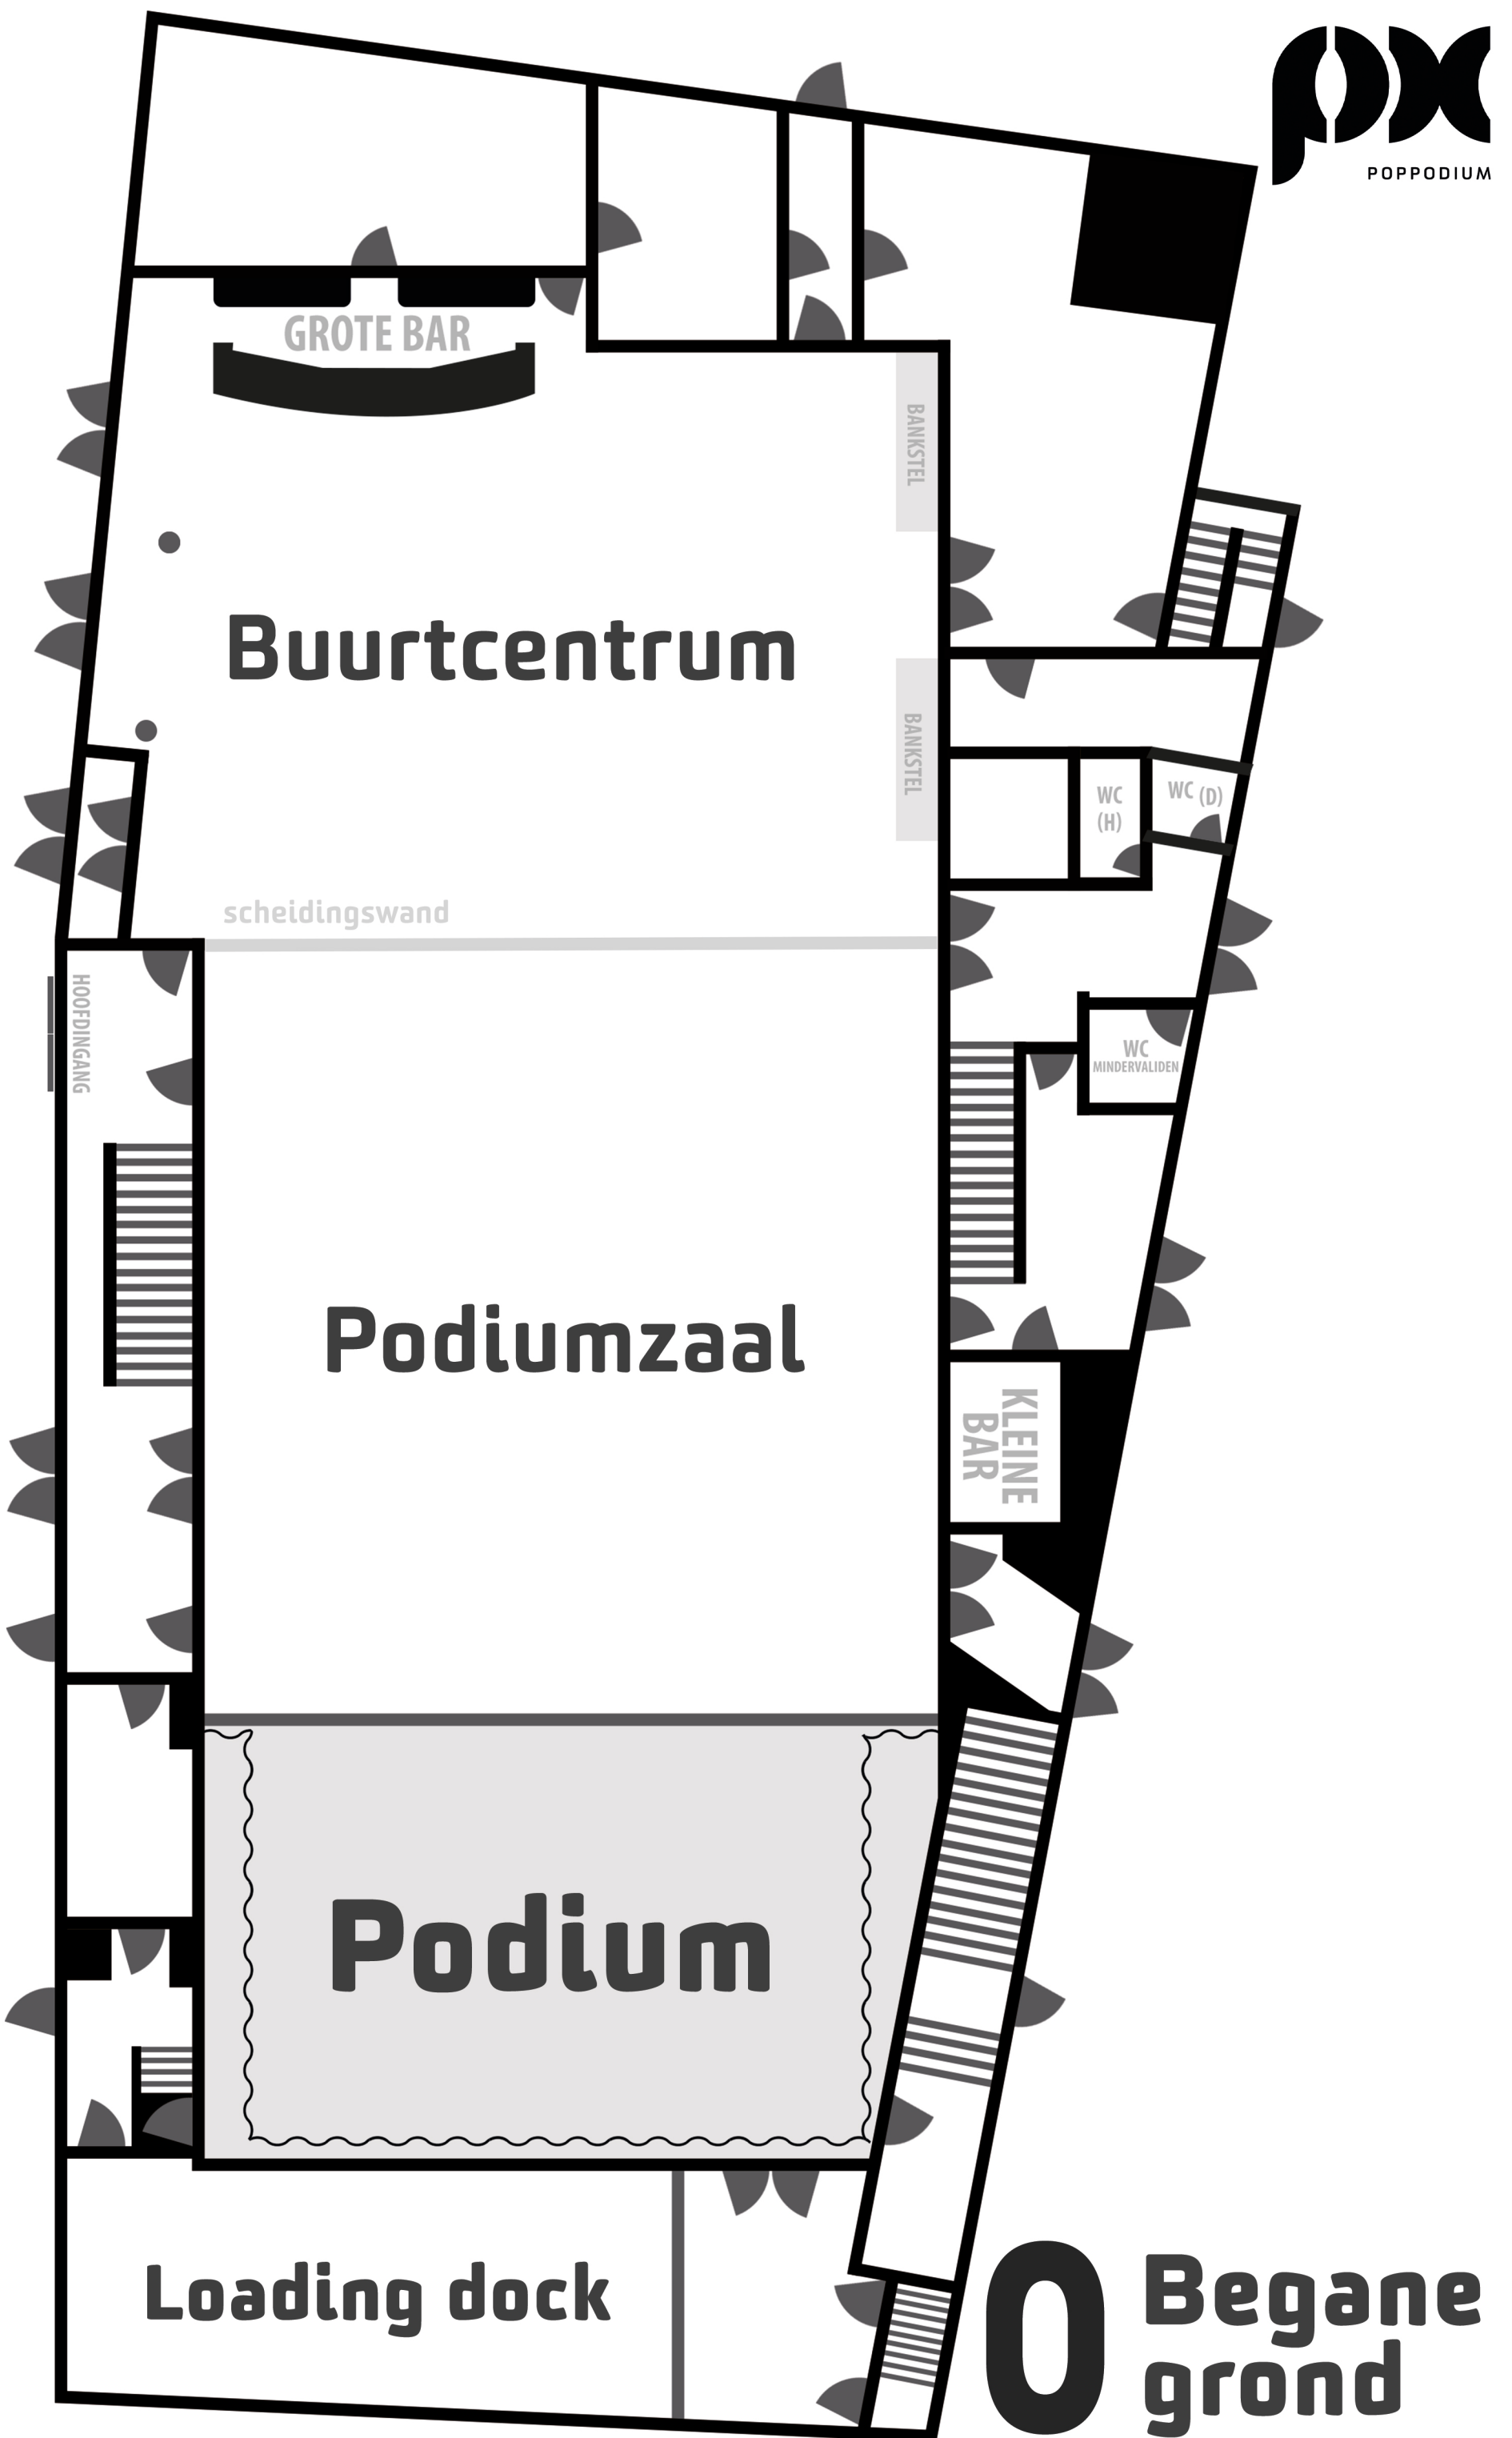 px
POPPODIUM
GROTE BAR
BANKSTEL
Buurtcentrum
BANKSTEL
WC
(H)
WC (D)
scheidingswand
HOOFDINGANG
WC
MINDERVALIDEN
Podiumzaal
KLEINE
BAR
Podium
Loading dock
0
Begane
grond